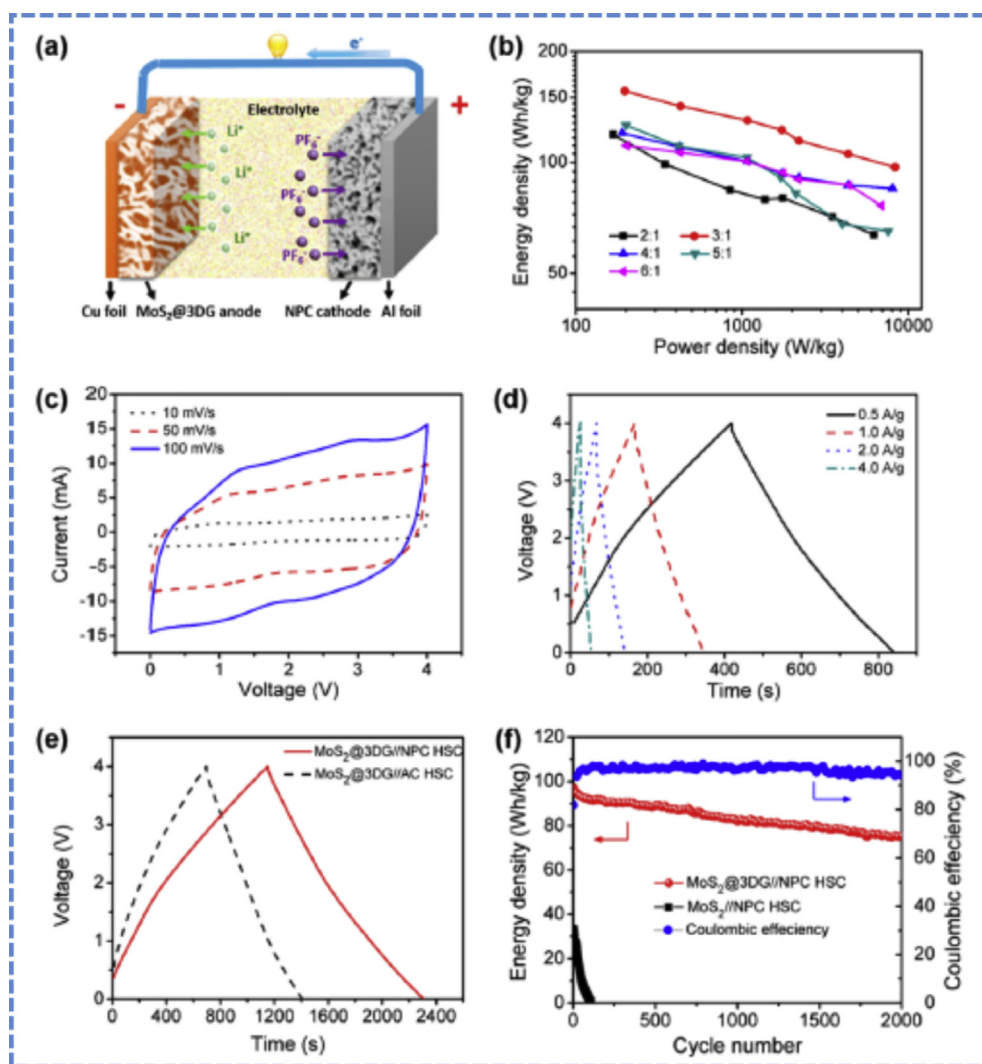 (a)
e⁻
-
+
Electrolyte
Li⁺
PF₆⁻
Li⁺
PF₆⁻
Cu foil MoS₂@3DG anode NPC cathode Al foil
(b)
Energy density (Wh/kg)
200
150
100
50
2:1 3:1
4:1 5:1
6:1
100 1000 10000
Power density (W/kg)
(c)
Current (mA)
20
15
10
5
0
-5
-10
-15
10 mV/s
50 mV/s
100 mV/s
0 1 2 3 4
Voltage (V)
(d)
Voltage (V)
5
4
3
2
1
0
0.5 A/g
1.0 A/g
2.0 A/g
4.0 A/g
0 200 400 600 800
Time (s)
(e)
Voltage (V)
4
2
0
MoS₂@3DG//NPC HSC
MoS₂@3DG//AC HSC
0 400 800 1200 1600 2000 2400
Time (s)
(f)
Energy density (Wh/kg)
120
100
80
60
40
20
0
MoS₂@3DG//NPC HSC
MoS₂//NPC HSC
Coulombic effeciency
100
80
60
40
20
0
Coulombic effeciency (%)
0 500 1000 1500 2000
Cycle number